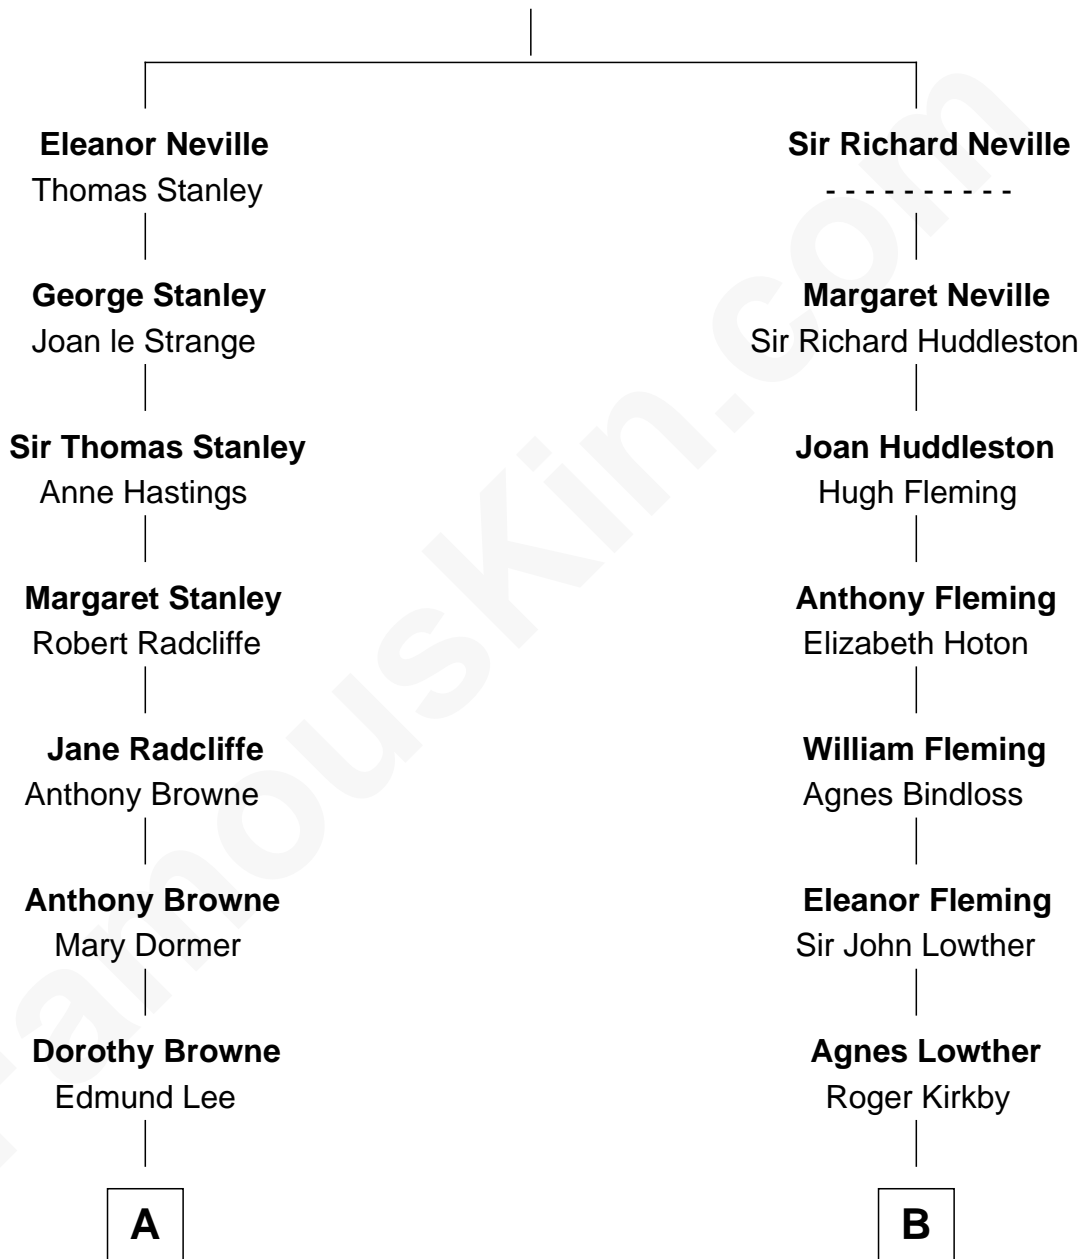 Eleanor Neville
Thomas Stanley
George Stanley
Joan le Strange
Sir Thomas Stanley
Anne Hastings
Margaret Stanley
Robert Radcliffe
Jane Radcliffe
Anthony Browne
Anthony Browne
Mary Dormer
Dorothy Browne
Edmund Lee
A
Sir Richard Neville
- - - - - - - - - -
Margaret Neville
Sir Richard Huddleston
Joan Huddleston
Hugh Fleming
Anthony Fleming
Elizabeth Hoton
William Fleming
Agnes Bindloss
Eleanor Fleming
Sir John Lowther
Agnes Lowther
Roger Kirkby
B
FamousKin.com